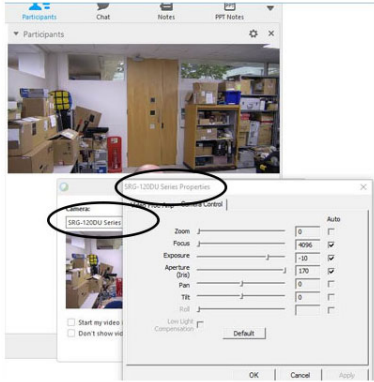 Participants Chat Notes PPT Notes
Participants
SRG-120DU Series Properties
Camera:
Camera Control
SRG-120DU Series
Auto
Zoom 0
Focus 4096
Exposure -10
Aperture (Iris) 170
Pan 0
Tilt 0
Roll
Start my video
Low Light Compensation
Don't show vid
Default
OK Cancel Apply